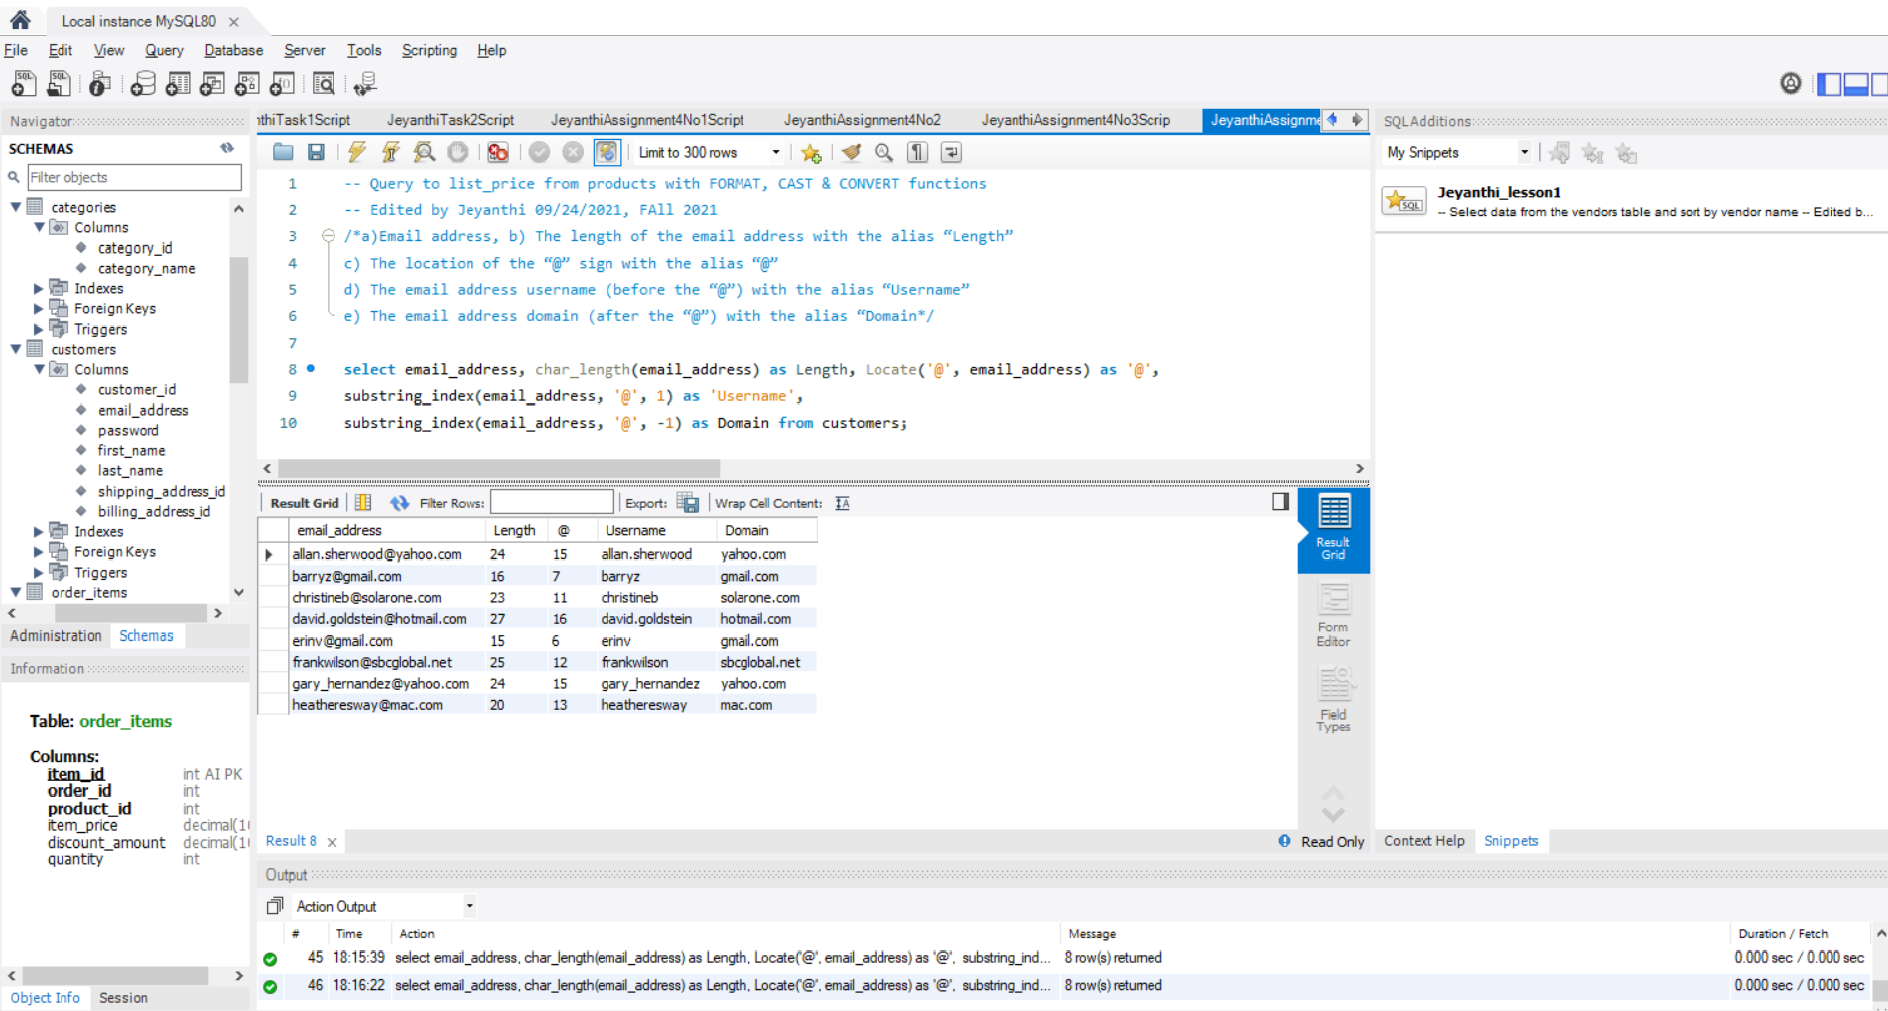 Local instance MySQL80 ×
File Edit View Query Database Server Tools Scripting Help
Navigator
SCHEMAS
Filter objects
categories
Columns
category_id
category_name
Indexes
Foreign Keys
Triggers
customers
Columns
customer_id
email_address
password
first_name
last_name
shipping_address_id
billing_address_id
Indexes
Foreign Keys
Triggers
order_items
Administration Schemas
Information
Table: order_items
Columns:
item_id int AI PK
order_id int
product_id int
item_price decimal(1
discount_amount decimal(1
quantity int
Object Info Session
nthiTask1Script JeyanthiTask2Script JeyanthiAssignment4No1Script JeyanthiAssignment4No2 JeyanthiAssignment4No3Scrip JeyanthiAssignme
Limit to 300 rows
1 -- Query to list_price from products with FORMAT, CAST & CONVERT functions
2 -- Edited by Jeyanthi 09/24/2021, FAll 2021
3 /*a)Email address, b) The length of the email address with the alias “Length”
4 c) The location of the “@” sign with the alias “@”
5 d) The email address username (before the “@”) with the alias “Username”
6 e) The email address domain (after the “@”) with the alias “Domain*/
7
8 select email_address, char_length(email_address) as Length, Locate('@', email_address) as '@',
9 substring_index(email_address, '@', 1) as 'Username',
10 substring_index(email_address, '@', -1) as Domain from customers;
Result Grid Filter Rows: Export: Wrap Cell Content: IA
email_address Length @ Username Domain
allan.sherwood@yahoo.com 24 15 allan.sherwood yahoo.com
barryz@gmail.com 16 7 barryz gmail.com
christineb@solarone.com 23 11 christineb solarone.com
david.goldstein@hotmail.com 27 16 david.goldstein hotmail.com
erinv@gmail.com 15 6 erinv gmail.com
frankwilson@sbcglobal.net 25 12 frankwilson sbcglobal.net
gary_hernandez@yahoo.com 24 15 gary_hernandez yahoo.com
heatheresway@mac.com 20 13 heatheresway mac.com
Result
Grid
Form
Editor
Field
Types
Result 8 × Read Only
SQLAdditions
My Snippets
SQL
Jeyanthi_lesson1
-- Select data from the vendors table and sort by vendor name -- Edited b...
Context Help Snippets
Output
Action Output
# Time Action Message Duration / Fetch
45 18:15:39 select email_address, char_length(email_address) as Length, Locate('@', email_address) as '@', substring_ind... 8 row(s) returned 0.000 sec / 0.000 sec
46 18:16:22 select email_address, char_length(email_address) as Length, Locate('@', email_address) as '@', substring_ind... 8 row(s) returned 0.000 sec / 0.000 sec